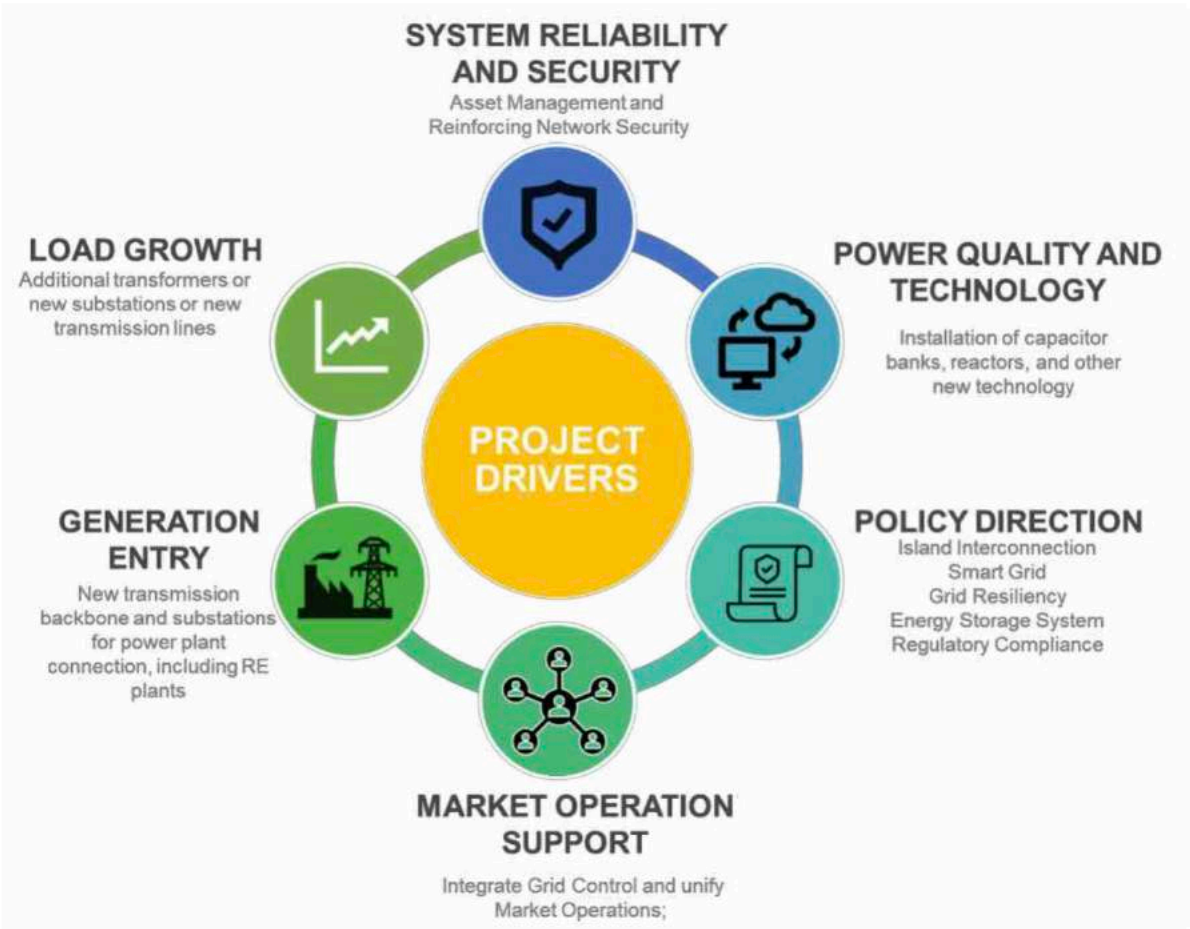 SYSTEM RELIABILITY
AND SECURITY
Asset Management and
Reinforcing Network Security
POWER QUALITY AND
TECHNOLOGY
Installation of capacitor
banks, reactors, and other
new technology
POLICY DIRECTION
Island Interconnection
Smart Grid
Grid Resiliency
Energy Storage System
Regulatory Compliance
MARKET OPERATION
SUPPORT
Integrate Grid Control and unify
Market Operations;
GENERATION
ENTRY
New transmission
backbone and substations
for power plant
connection, including RE
plants
LOAD GROWTH
Additional transformers or
new substations or new
transmission lines
PROJECT
DRIVERS